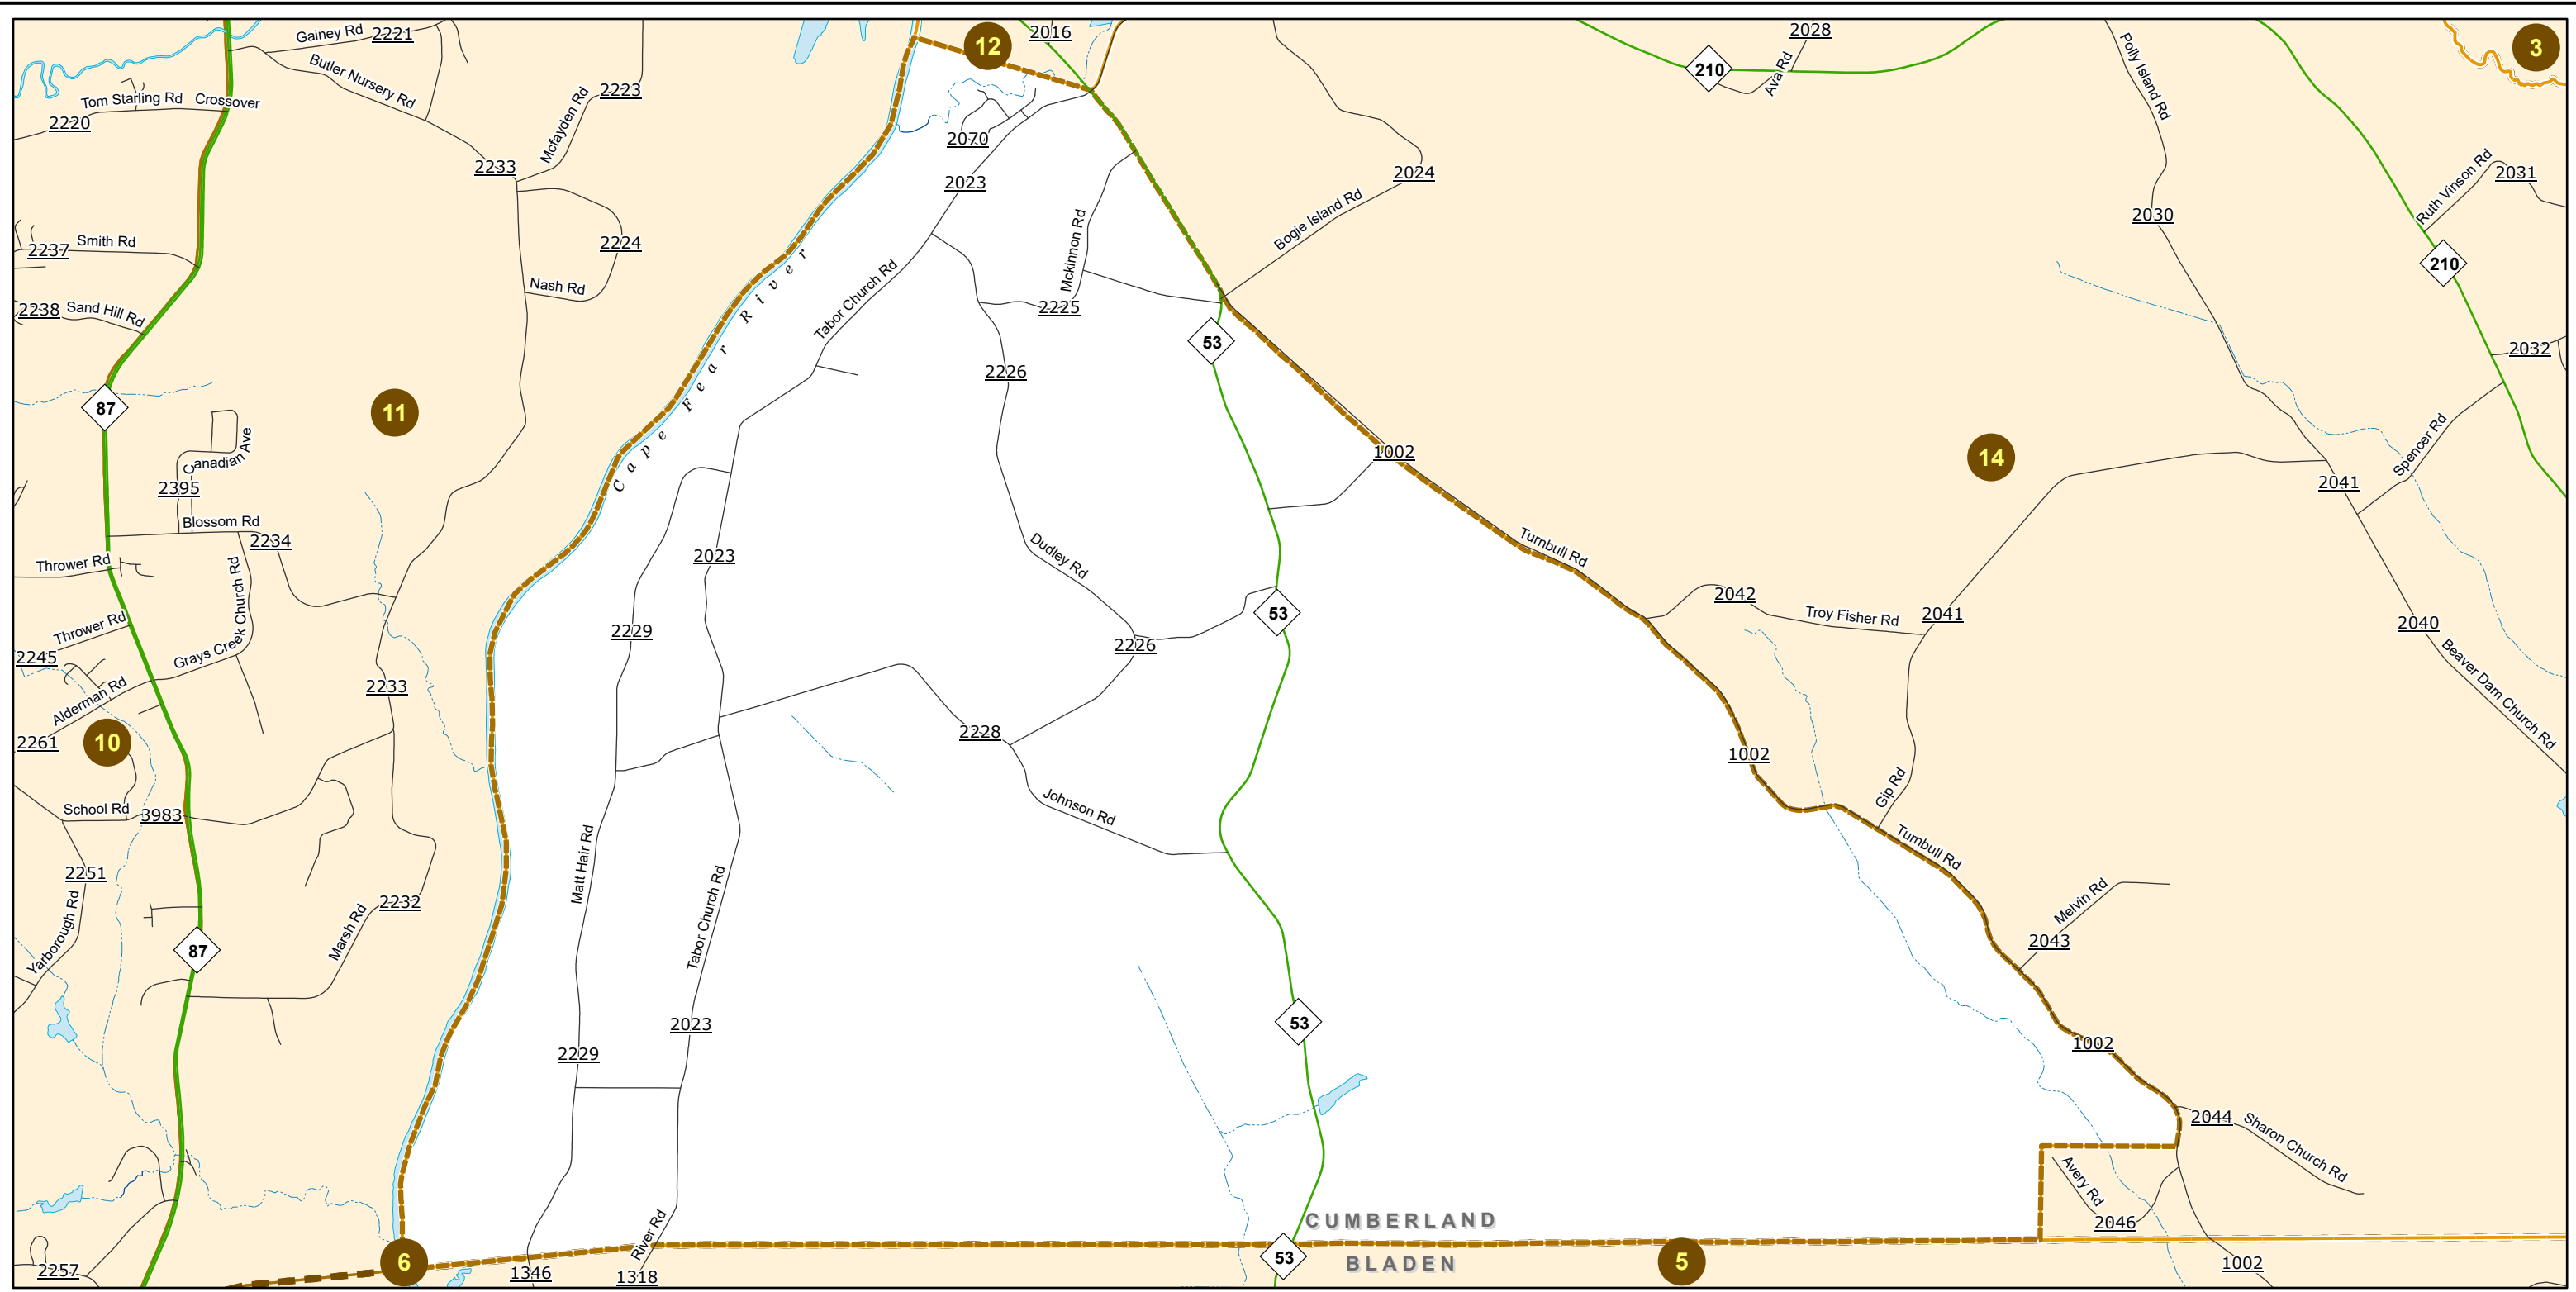 Gainey Rd
2221
12
2016
2028
3
Butler Nursery Rd
Polly Island Rd
210
Ava Rd
2223
Tom Starling Rd
Crossover
2220
Mcfayden Rd
2070
2233
2023
2024
Ruth Vinson Rd
2031
2030
Bogie Island Rd
Mckinnon Rd
2237
Smith Rd
2224
210
Nash Rd
Cape Fear River
Tabor Church Rd
2238
Sand Hill Rd
2225
53
2032
2226
87
11
Canadian Ave
1002
14
Spencer Rd
2395
2041
Blossom Rd
2234
Turnbull Rd
Thrower Rd
2023
Dudley Rd
Grays Creek Church Rd
2042
Troy Fisher Rd
2041
53
Thrower Rd
2229
2226
2040
2245
Beaver Dam Church Rd
Alderman Rd
2233
2261
10
2228
1002
Gip Rd
School Rd
3983
Johnson Rd
Turnbull Rd
2251
Matt Hair Rd
Yarborough Rd
2232
Marsh Rd
Tabor Church Rd
Melvin Rd
2043
87
53
2023
2229
1002
2044
Sharon Church Rd
Avery Rd
2046
River Rd
CUMBERLAND
BLADEN
53
5
6
2257
1346
1318
1002